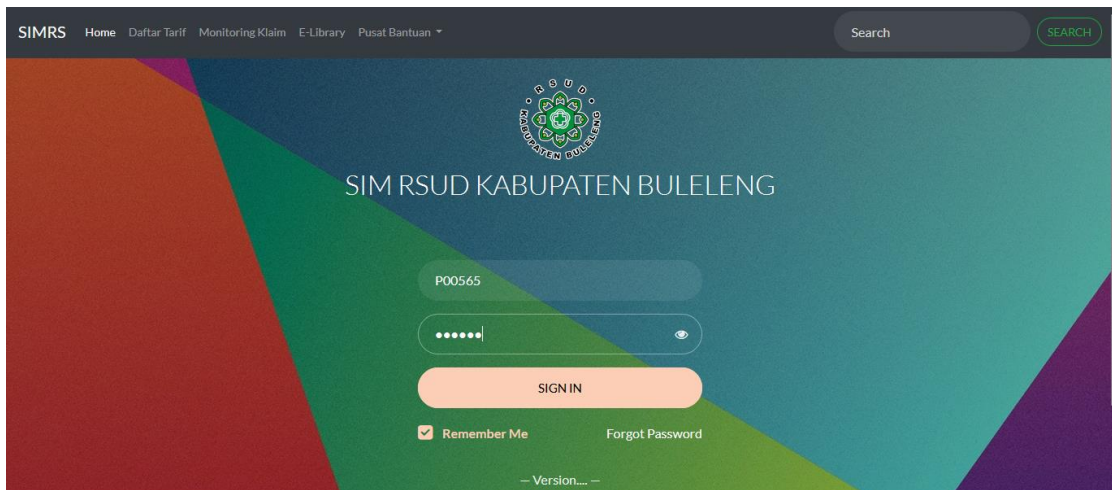 SIMRS Home Daftar Tarif Monitoring Klaim E-Library Pusat Bantuan Search SEARCH
RSUD
KABUPATEN BULELENG
SIM RSUD KABUPATEN BULELENG
P00565
••••••
SIGN IN
Remember Me Forgot Password
— Version.... —